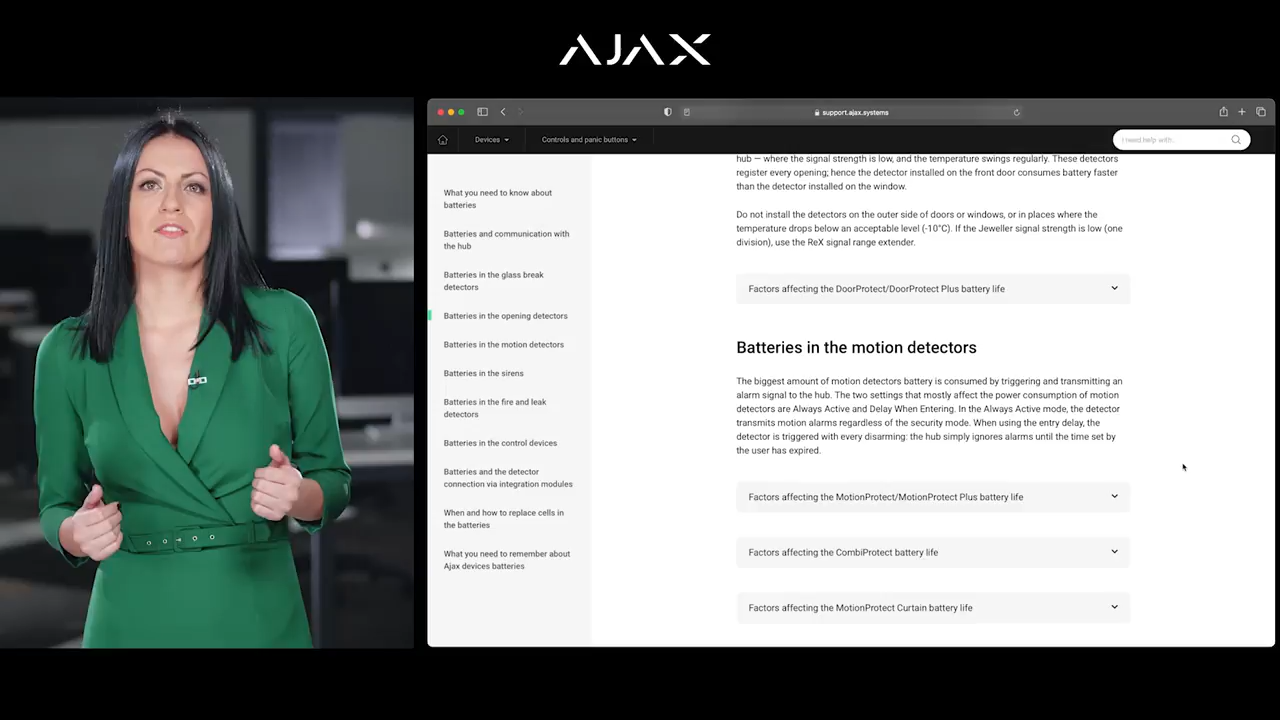 AJAX
support.ajax.systems
Devices
Controls and panic buttons
I need help with..
What you need to know about
batteries
Batteries and communication with
the hub
Batteries in the glass break
detectors
Batteries in the opening detectors
Batteries in the motion detectors
Batteries in the sirens
Batteries in the fire and leak
detectors
Batteries in the control devices
Batteries and the detector
connection via integration modules
When and how to replace cells in
the batteries
What you need to remember about
Ajax devices batteries
hub — where the signal strength is low, and the temperature swings regularly. These detectors
register every opening; hence the detector installed on the front door consumes battery faster
than the detector installed on the window.
Do not install the detectors on the outer side of doors or windows, or in places where the
temperature drops below an acceptable level (-10°C). If the Jeweller signal strength is low (one
division), use the ReX signal range extender.
Factors affecting the DoorProtect/DoorProtect Plus battery life
Batteries in the motion detectors
The biggest amount of motion detectors battery is consumed by triggering and transmitting an
alarm signal to the hub. The two settings that mostly affect the power consumption of motion
detectors are Always Active and Delay When Entering. In the Always Active mode, the detector
transmits motion alarms regardless of the security mode. When using the entry delay, the
detector is triggered with every disarming: the hub simply ignores alarms until the time set by
the user has expired.
Factors affecting the MotionProtect/MotionProtect Plus battery life
Factors affecting the CombiProtect battery life
Factors affecting the MotionProtect Curtain battery life